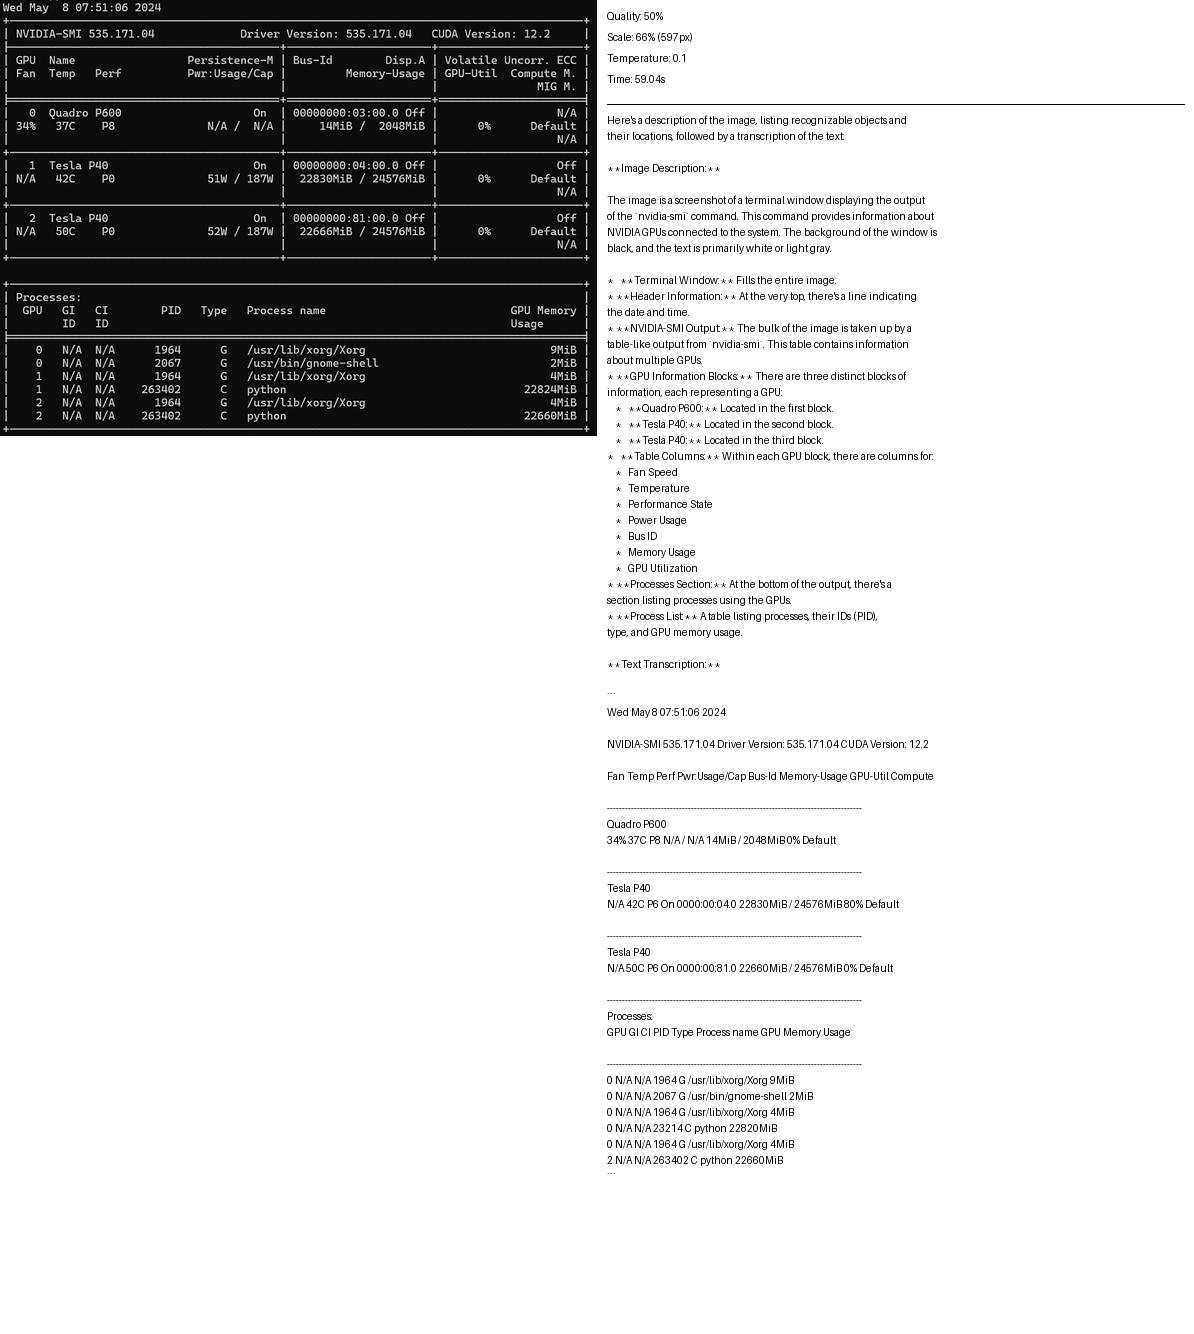 Wed May  8 07:51:06 2024
NVIDIA-SMI 535.171.04    Driver Version: 535.171.04    CUDA Version: 12.2
GPU  Name    Persistence-M | Bus-Id    Disp.A | Volatile Uncorr. ECC
Fan  Temp  Perf    Pwr:Usage/Cap |    Memory-Usage | GPU-Util  Compute M.
MIG M.
0  Quadro P600    On | 00000000:03:00.0 Off | N/A
34%  37C  P8    N/A /  N/A | 14MiB /  2048MiB | 0%    Default
N/A
1  Tesla P40    On | 00000000:04:00.0 Off | Off
N/A  42C  P0    51W / 187W | 22830MiB / 24576MiB | 0%    Default
N/A
2  Tesla P40    On | 00000000:81:00.0 Off | Off
N/A  50C  P0    52W / 187W | 22666MiB / 24576MiB | 0%    Default
N/A
Processes:
GPU  GI  CI    PID  Type  Process name    GPU Memory
ID  ID    Usage
0  N/A  N/A    1964  G  /usr/lib/xorg/Xorg    9MiB
0  N/A  N/A    2067  G  /usr/bin/gnome-shell    2MiB
1  N/A  N/A    1964  G  /usr/lib/xorg/Xorg    4MiB
1  N/A  N/A    263402  C  python    22824MiB
2  N/A  N/A    1964  G  /usr/lib/xorg/Xorg    4MiB
2  N/A  N/A    263402  C  python    22660MiB
Quality: 50%
Scale: 66% (597px)
Temperature: 0.1
Time: 59.04s
Here's a description of the image, listing recognizable objects and
their locations, followed by a transcription of the text:
**Image Description:**
The image is a screenshot of a terminal window displaying the output
of the `nvidia-smi` command. This command provides information about
NVIDIA GPUs connected to the system. The background of the window is
black, and the text is primarily white or light gray.
*   **Terminal Window:** Fills the entire image.
*   **Header Information:** At the very top, there's a line indicating
the date and time.
*   **NVIDIA-SMI Output:** The bulk of the image is taken up by a
table-like output from `nvidia-smi`. This table contains information
about multiple GPUs.
*   **GPU Information Blocks:** There are three distinct blocks of
information, each representing a GPU:
*   **Quadro P600:** Located in the first block.
*   **Tesla P40:** Located in the second block.
*   **Tesla P40:** Located in the third block.
*   **Table Columns:** Within each GPU block, there are columns for:
*   Fan Speed
*   Temperature
*   Performance State
*   Power Usage
*   Bus ID
*   Memory Usage
*   GPU Utilization
*   **Processes Section:** At the bottom of the output, there's a
section listing processes using the GPUs.
*   **Process List:** A table listing processes, their IDs (PID),
type, and GPU memory usage.
**Text Transcription:**
```
Wed May 8 07:51:06 2024
NVIDIA-SMI 535.171.04 Driver Version: 535.171.04 CUDA Version: 12.2
Fan Temp Perf Pwr:Usage/Cap Bus-Id Memory-Usage GPU-Util Compute
Quadro P600
34% 37C P8 N/A / N/A 14MiB / 2048MiB 0% Default
Tesla P40
N/A 42C P6 On 0000:00:04.0 22830MiB / 24576MiB 80% Default
Tesla P40
N/A 50C P6 On 0000:00:81.0 22660MiB / 24576MiB 0% Default
Processes:
GPU GI CI PID Type Process name GPU Memory Usage
0 N/A N/A 1964 G /usr/lib/xorg/Xorg 9MiB
0 N/A N/A 2067 G /usr/bin/gnome-shell 2MiB
0 N/A N/A 1964 G /usr/lib/xorg/Xorg 4MiB
0 N/A N/A 23214 C python 22820MiB
0 N/A N/A 1964 G /usr/lib/xorg/Xorg 4MiB
2 N/A N/A 263402 C python 22660MiB
```